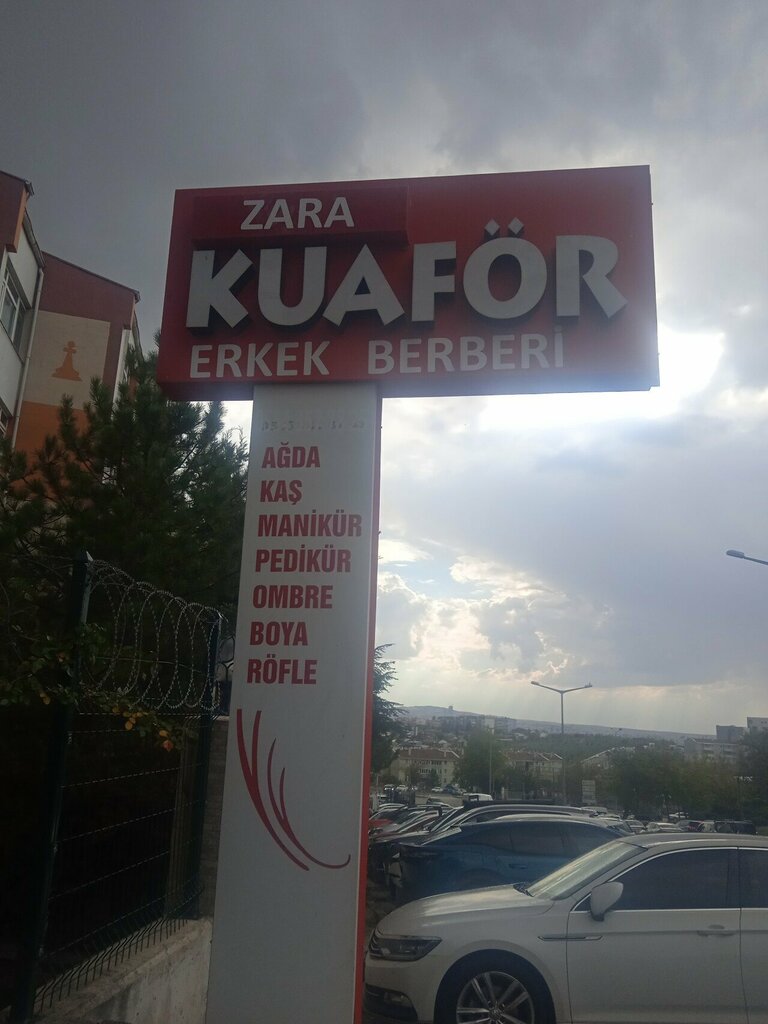 ZARA
KUAFÖR
ERKEK BERBERİ
AĞDA
KAŞ
MANİKÜR
PEDİKÜR
OMBRE
BOYA
RÖFLE